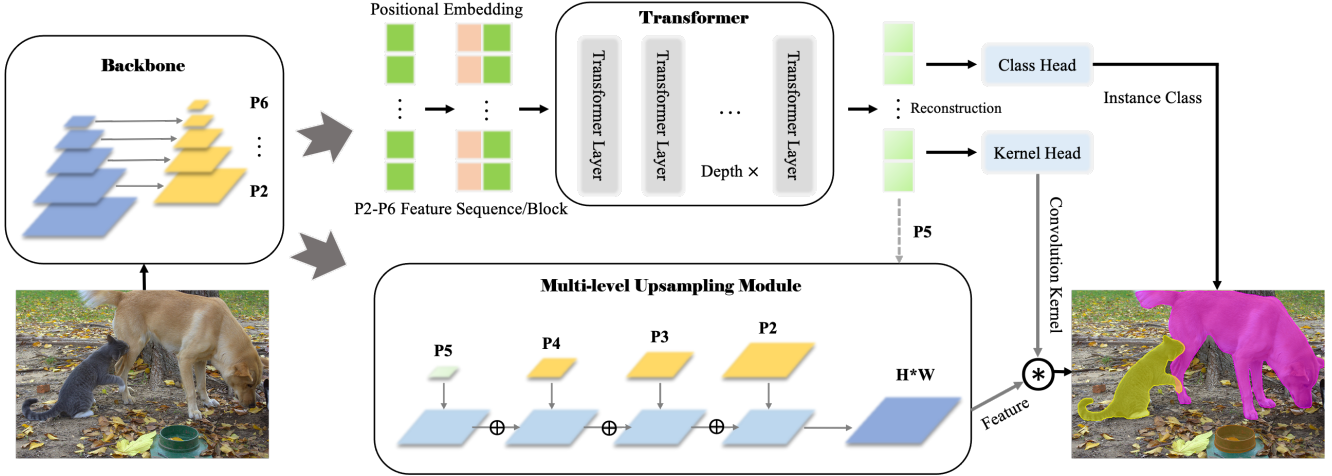 Backbone
P6
P2
Positional Embedding
P2-P6 Feature Sequence/Block
Transformer
Transformer Layer
Transformer Layer
...
Depth ×
Transformer Layer
Reconstruction
Class Head
Instance Class
Kernel Head
Convolution Kernel
P5
Multi-level Upsampling Module
P5
P4
P3
P2
H*W
Feature